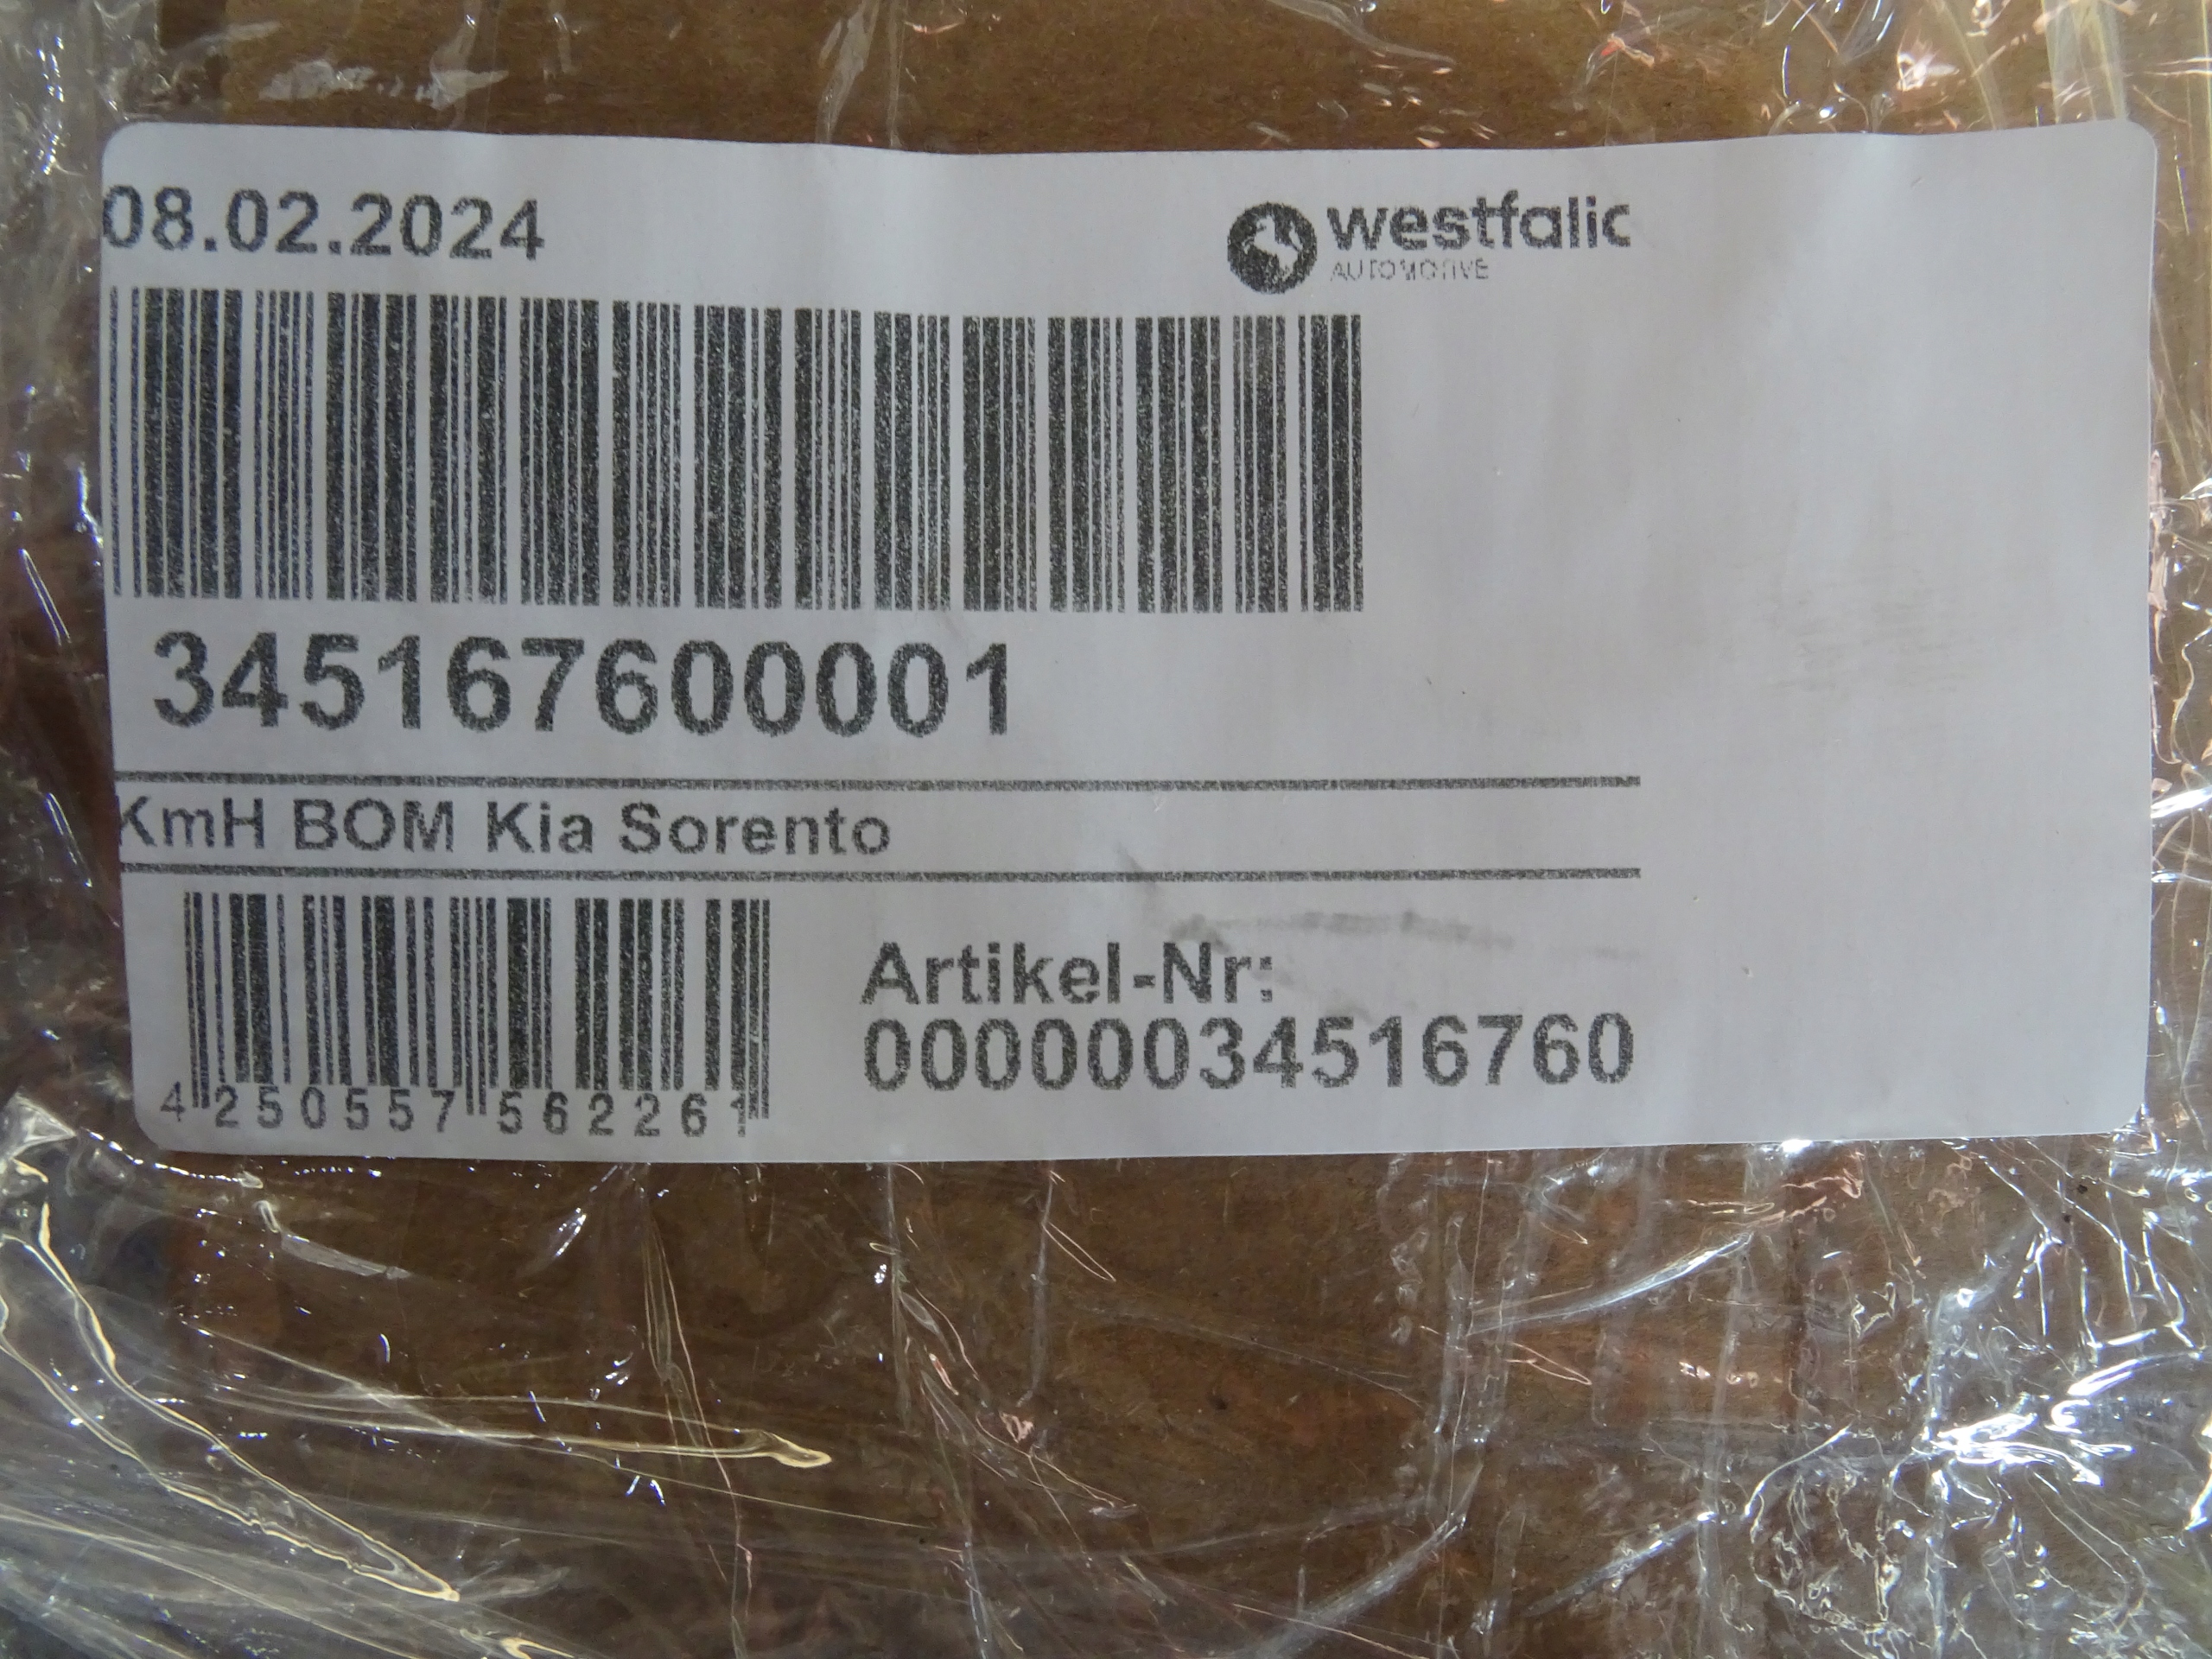 08.02.2024
westfalic
AUTOMOTIVE
345167600001
KmH BOM Kia Sorento
4 250557 562261
Artikel-Nr:
00000034516760